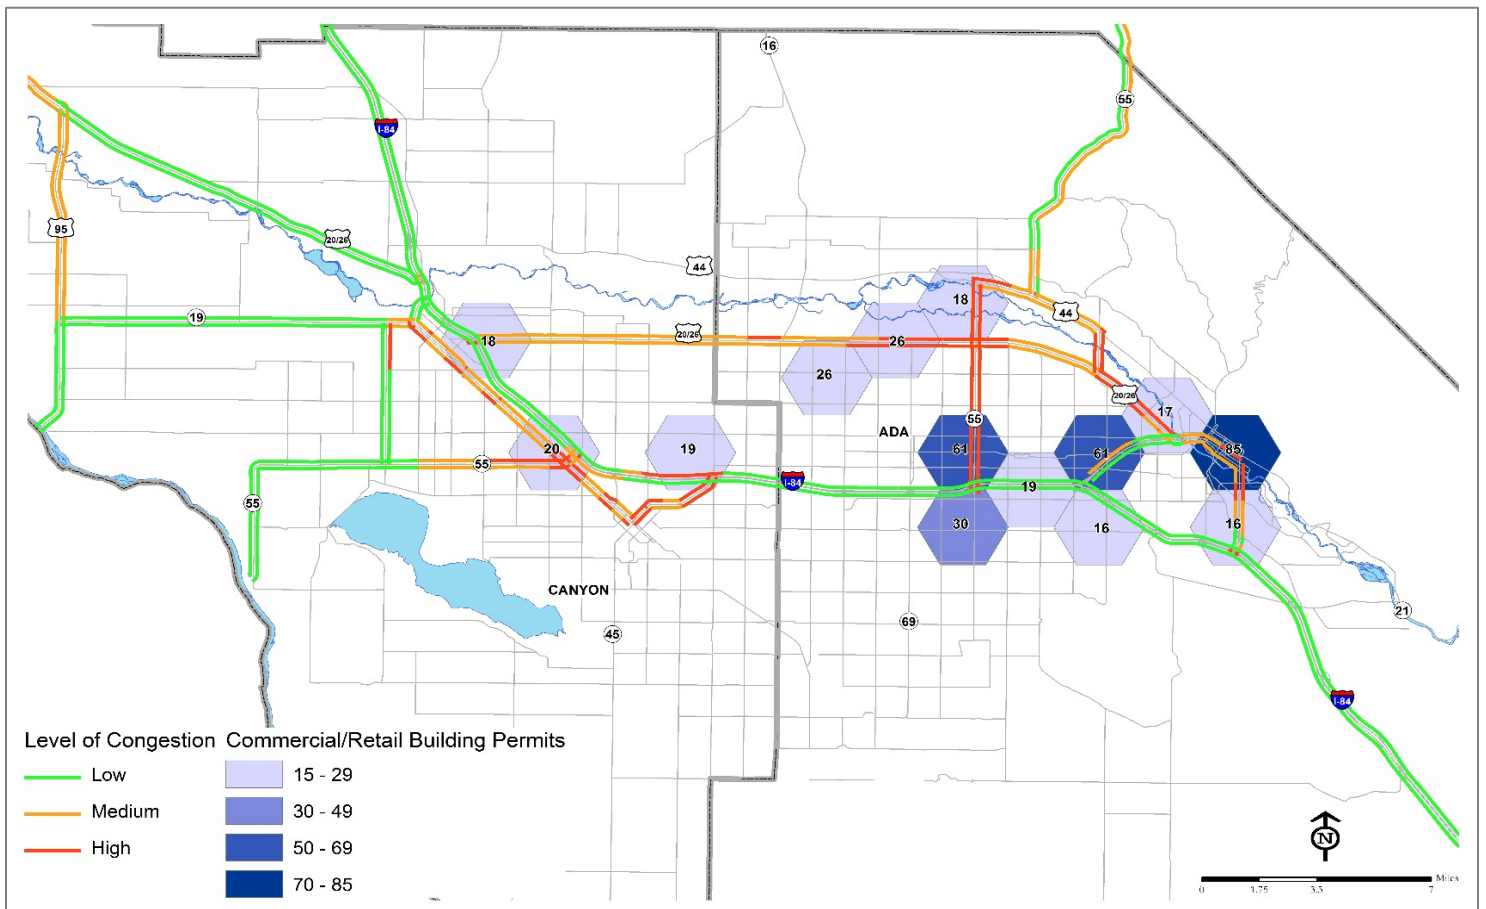 16
55
I-84
95
20/26
44
19
18
44
20/26
18
26
26
20/26
17
55
ADA
20
19
61
61
85
55
I-84
55
19
30
16
16
CANYON
45
69
21
I-84
Level of Congestion
Low
Medium
High
Commercial/Retail Building Permits
15 - 29
30 - 49
50 - 69
70 - 85
N
Miles
0 1.75 3.5 7